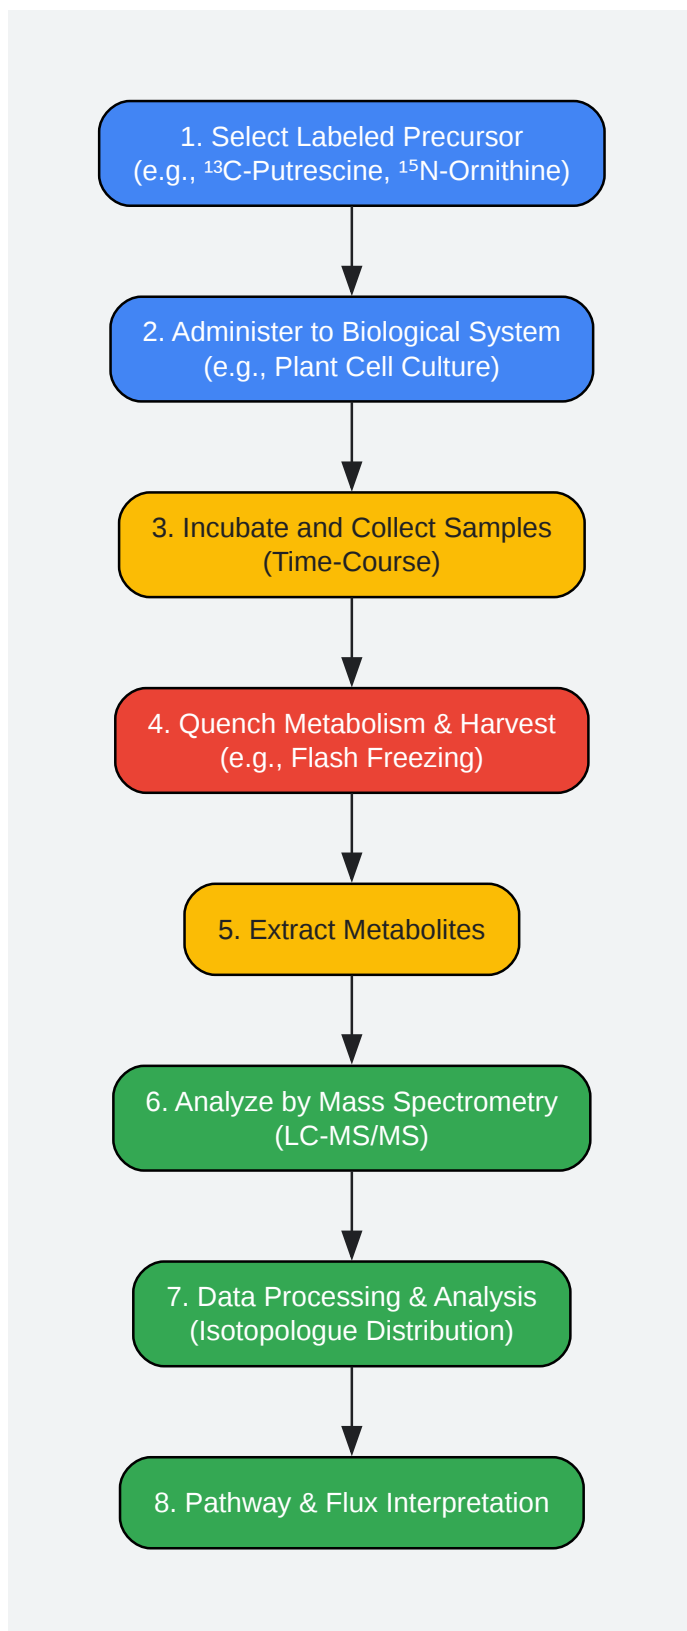 1. Select Labeled Precursor
(e.g., ¹³C-Putrescine, ¹⁵N-Ornithine)
2. Administer to Biological System
(e.g., Plant Cell Culture)
3. Incubate and Collect Samples
(Time-Course)
4. Quench Metabolism & Harvest
(e.g., Flash Freezing)
5. Extract Metabolites
6. Analyze by Mass Spectrometry
(LC-MS/MS)
7. Data Processing & Analysis
(Isotopologue Distribution)
8. Pathway & Flux Interpretation